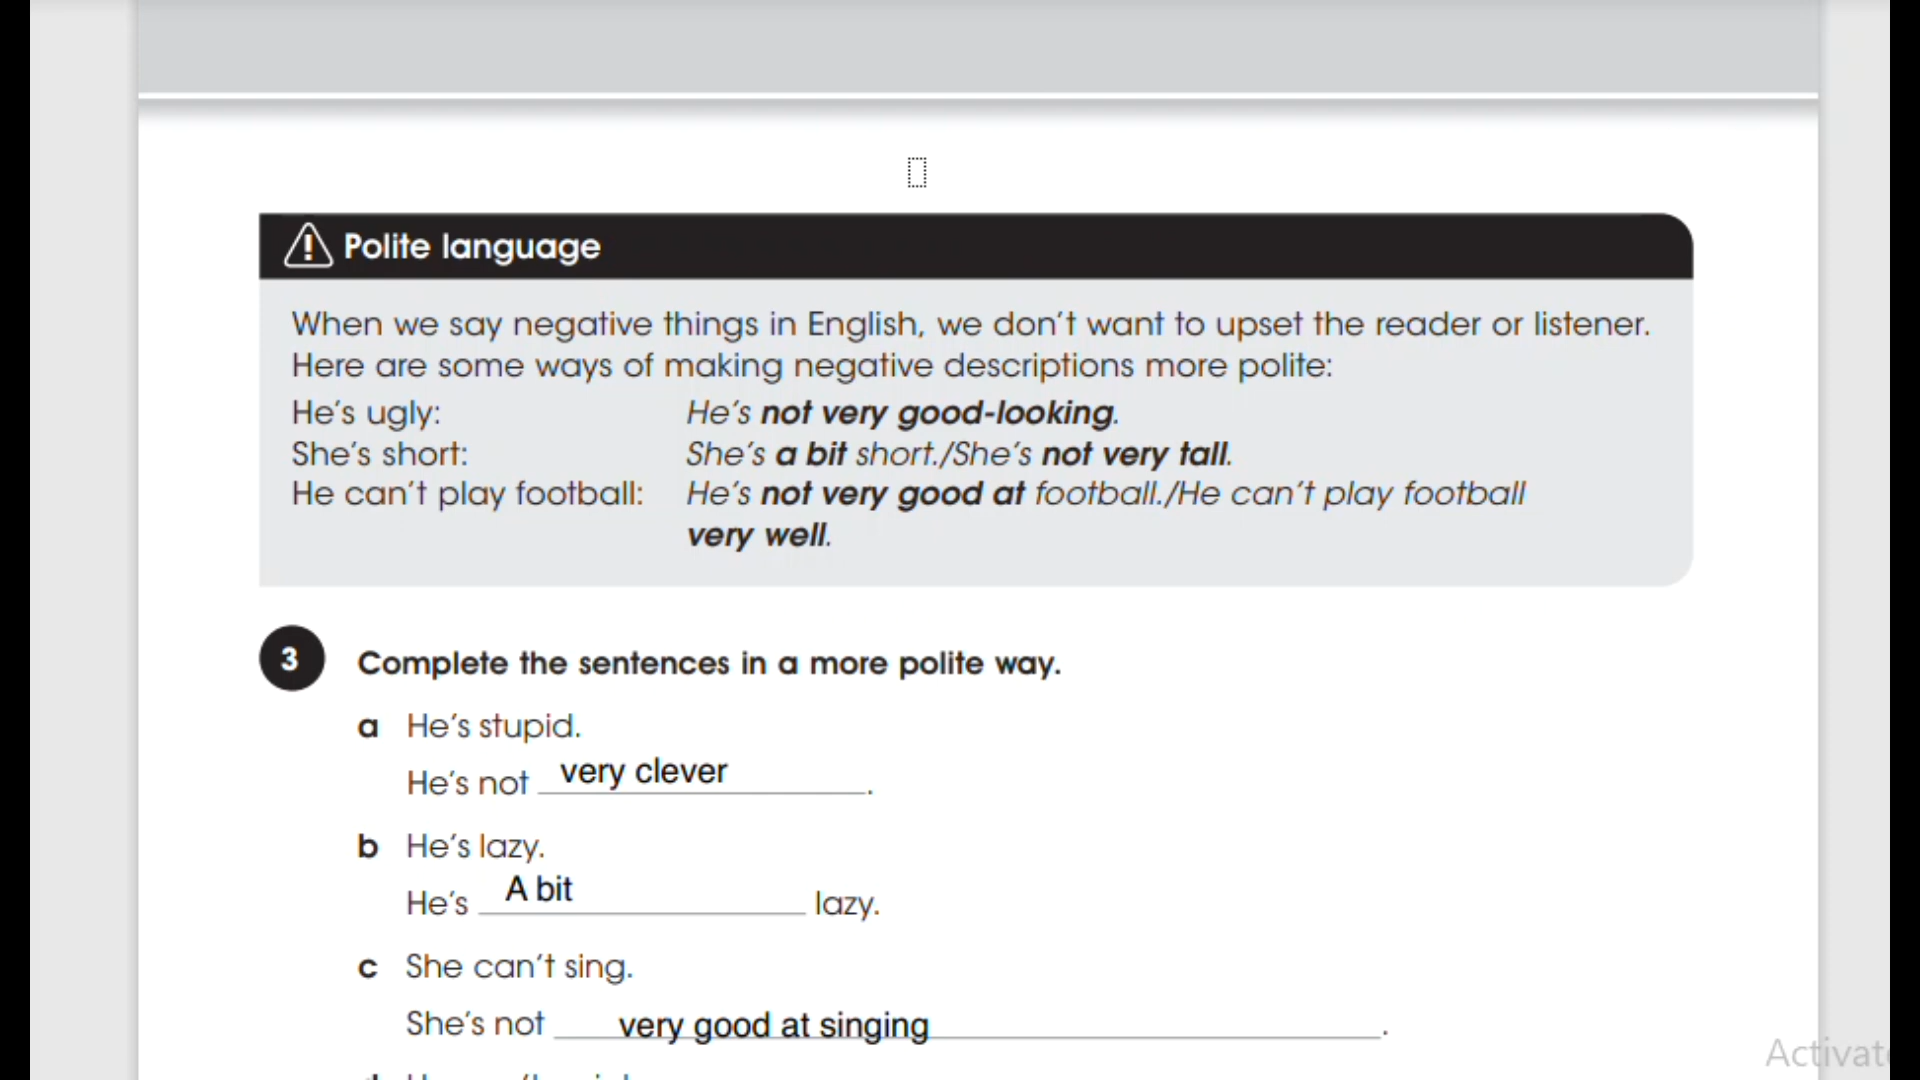 Polite language
When we say negative things in English, we don't want to upset the reader or listener.
Here are some ways of making negative descriptions more polite:
He's ugly: He's not very good-looking.
She's short: She's a bit short./She's not very tall.
He can't play football: He's not very good at football./He can't play football
very well.
3 Complete the sentences in a more polite way.
a He's stupid.
He's not very clever.
b He's lazy.
He's A bit lazy.
c She can't sing.
She's not very good at singing.